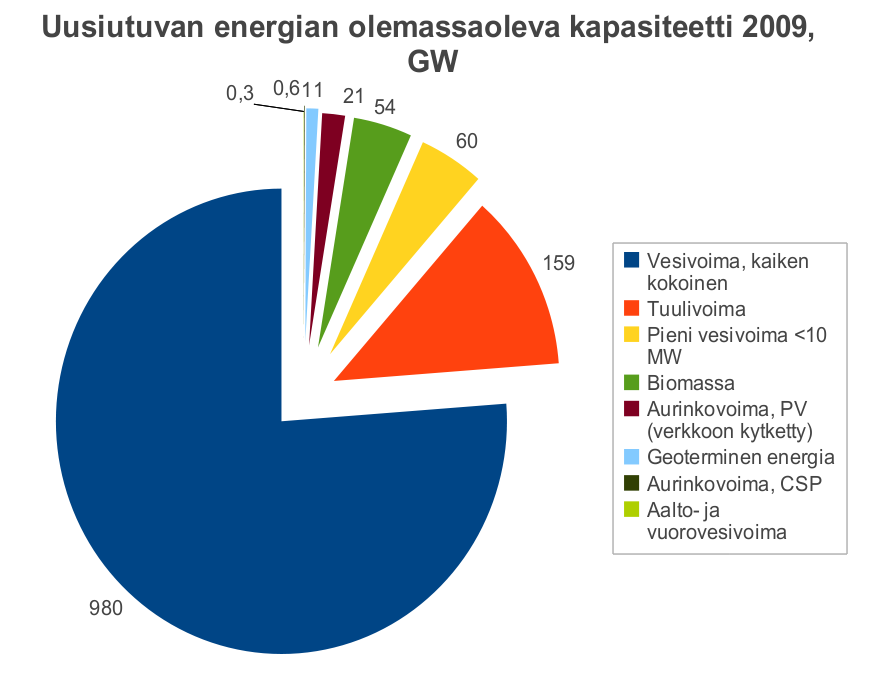 Uusiutuvan energian olemassaoleva kapasiteetti 2009,
GW
0,3
0,6
11
21
54
60
159
980
Vesivoima, kaiken
kokoinen
Tuulivoima
Pieni vesivoima <10
MW
Biomassa
Aurinkovoima, PV
(verkkoon kytketty)
Geoterminen energia
Aurinkovoima, CSP
Aalto- ja
vuorovesivoima